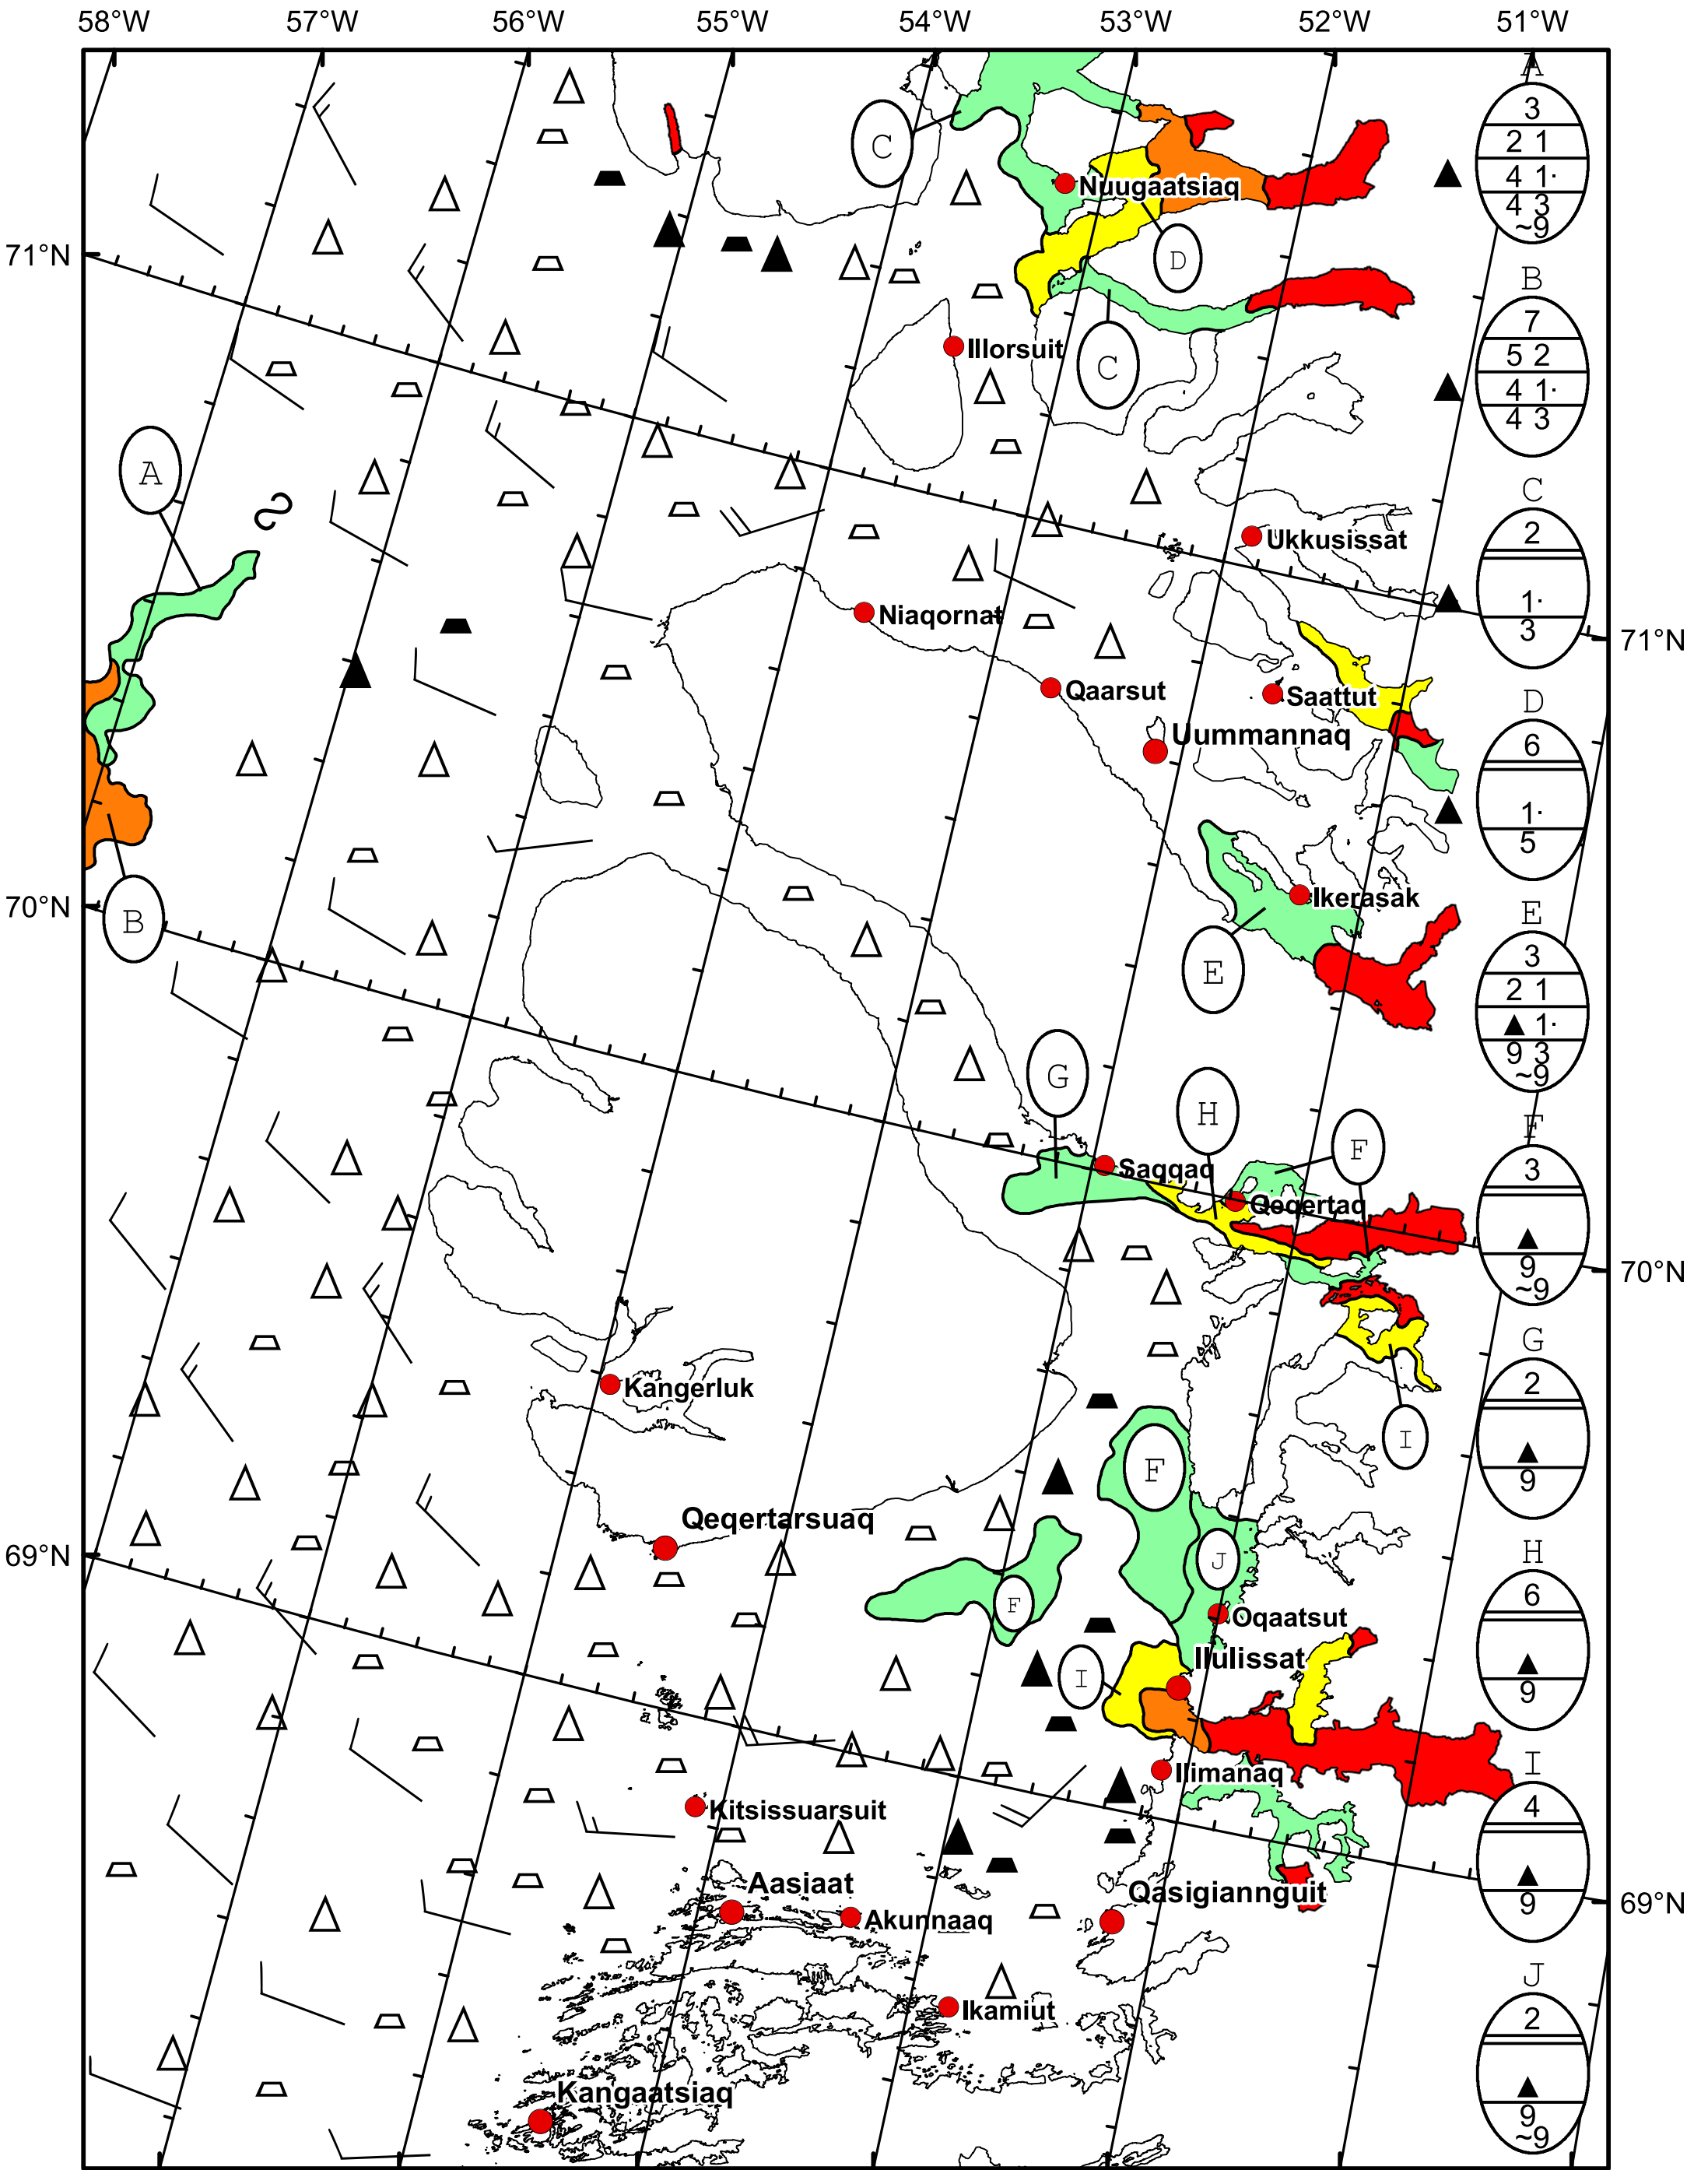 58°W 57°W 56°W 55°W 54°W 53°W 52°W 51°W
A
3
2 1
4 1·
4 3
~9
C
Nuugaatsiaq
71°N
D
B
7
5 2
4 1·
4 3
Illorsuit
C
A
C
2
1·
3
Ukkusissat
Niaqornat
71°N
Qaarsut
Saattut
D
6
1·
5
Uummannaq
Ikerasak
70°N
B
E
E
3
2 1
▲ 1·
9 3
~9
G
H
F
F
3
▲
9
~9
Saqqaq
Qeqertaq
70°N
G
2
▲
9
Kangerluk
I
F
Qeqertarsuaq
69°N
J
H
6
▲
9
F
Oqaatsut
Ilulissat
I
Ilimanaq
I
4
▲
9
Kitsissuarsuit
Aasiaat
Akunnaaq
Qasigiannguit
69°N
J
2
▲
9
~9
Ikamiut
Kangaatsiaq